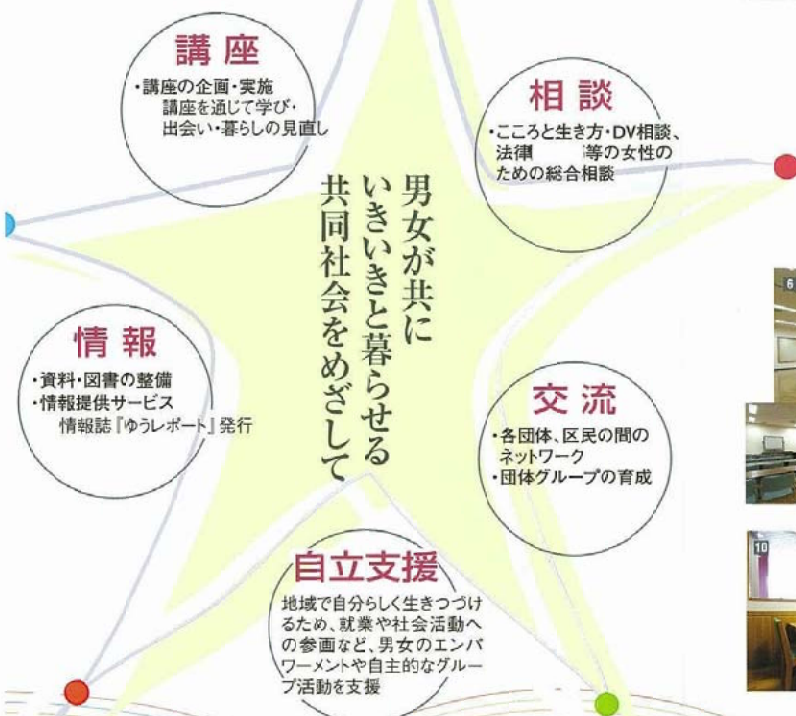 講座
・講座の企画・実施
講座を通じて学び・
出会い・暮らしの見直し
相談
・こころと生き方・DV相談、
法律 等の女性の
ための総合相談
男女が共に
いきいきと暮らせる
共同社会をめざして
情報
・資料・図書の整備
・情報提供サービス
情報誌『ゆうレポート』発行
交流
・各団体、区民の間の
ネットワーク
・団体グループの育成
自立支援
地域で自分らしく生きつづけ
るため、就業や社会活動へ
の参画など、男女のエンパ
ワーメントや自主的なグルー
プ活動を支援
6
10